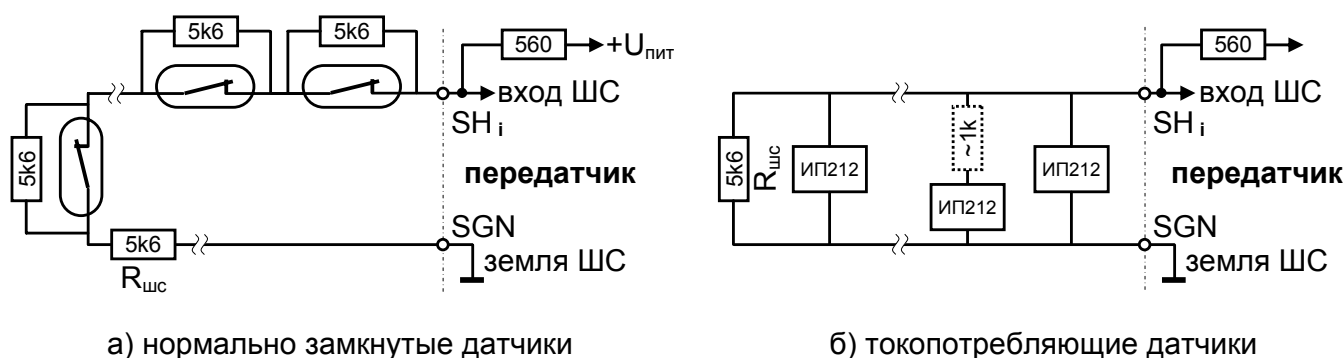 5k6
5k6
560
+Uпит
вход ШС
SH i
5k6
передатчик
SGN
5k6
земля ШС
Rшс
а) нормально замкнутые датчики
560
вход ШС
SH i
5k6
Rшс
ИП212
~1k
ИП212
ИП212
передатчик
SGN
земля ШС
б) токопотребляющие датчики